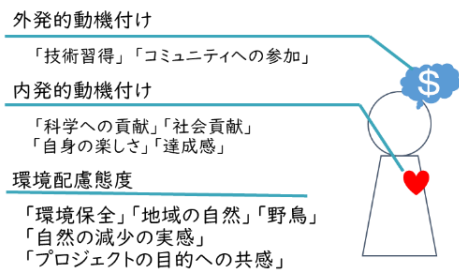 外発的動機付け
「技術習得」「コミュニティへの参加」
$
内発的動機付け
「科学への貢献」「社会貢献」
「自身の楽しさ」「達成感」
環境配慮態度
「環境保全」「地域の自然」「野鳥」
「自然の減少の実感」
「プロジェクトの目的への共感」